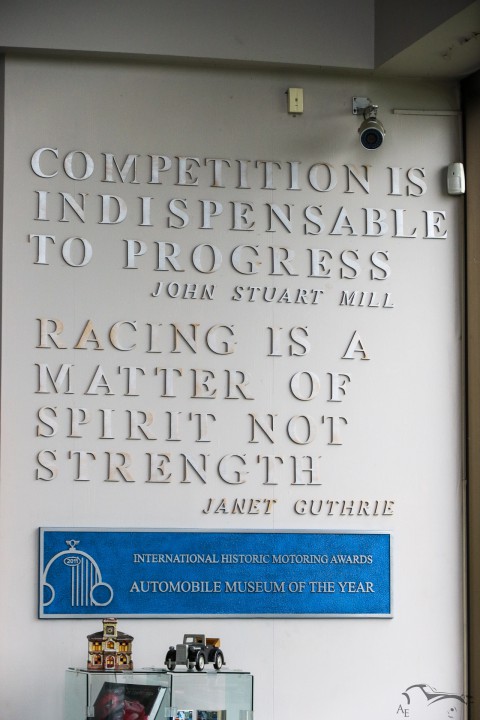 COMPETITION IS
INDISPENSABLE
TO PROGRESS
JOHN STUART MILL
RACING IS A
MATTER OF
SPIRIT NOT
STRENGTH
JANET GUTHRIE
2011
INTERNATIONAL HISTORIC MOTORING AWARDS
AUTOMOBILE MUSEUM OF THE YEAR
AE